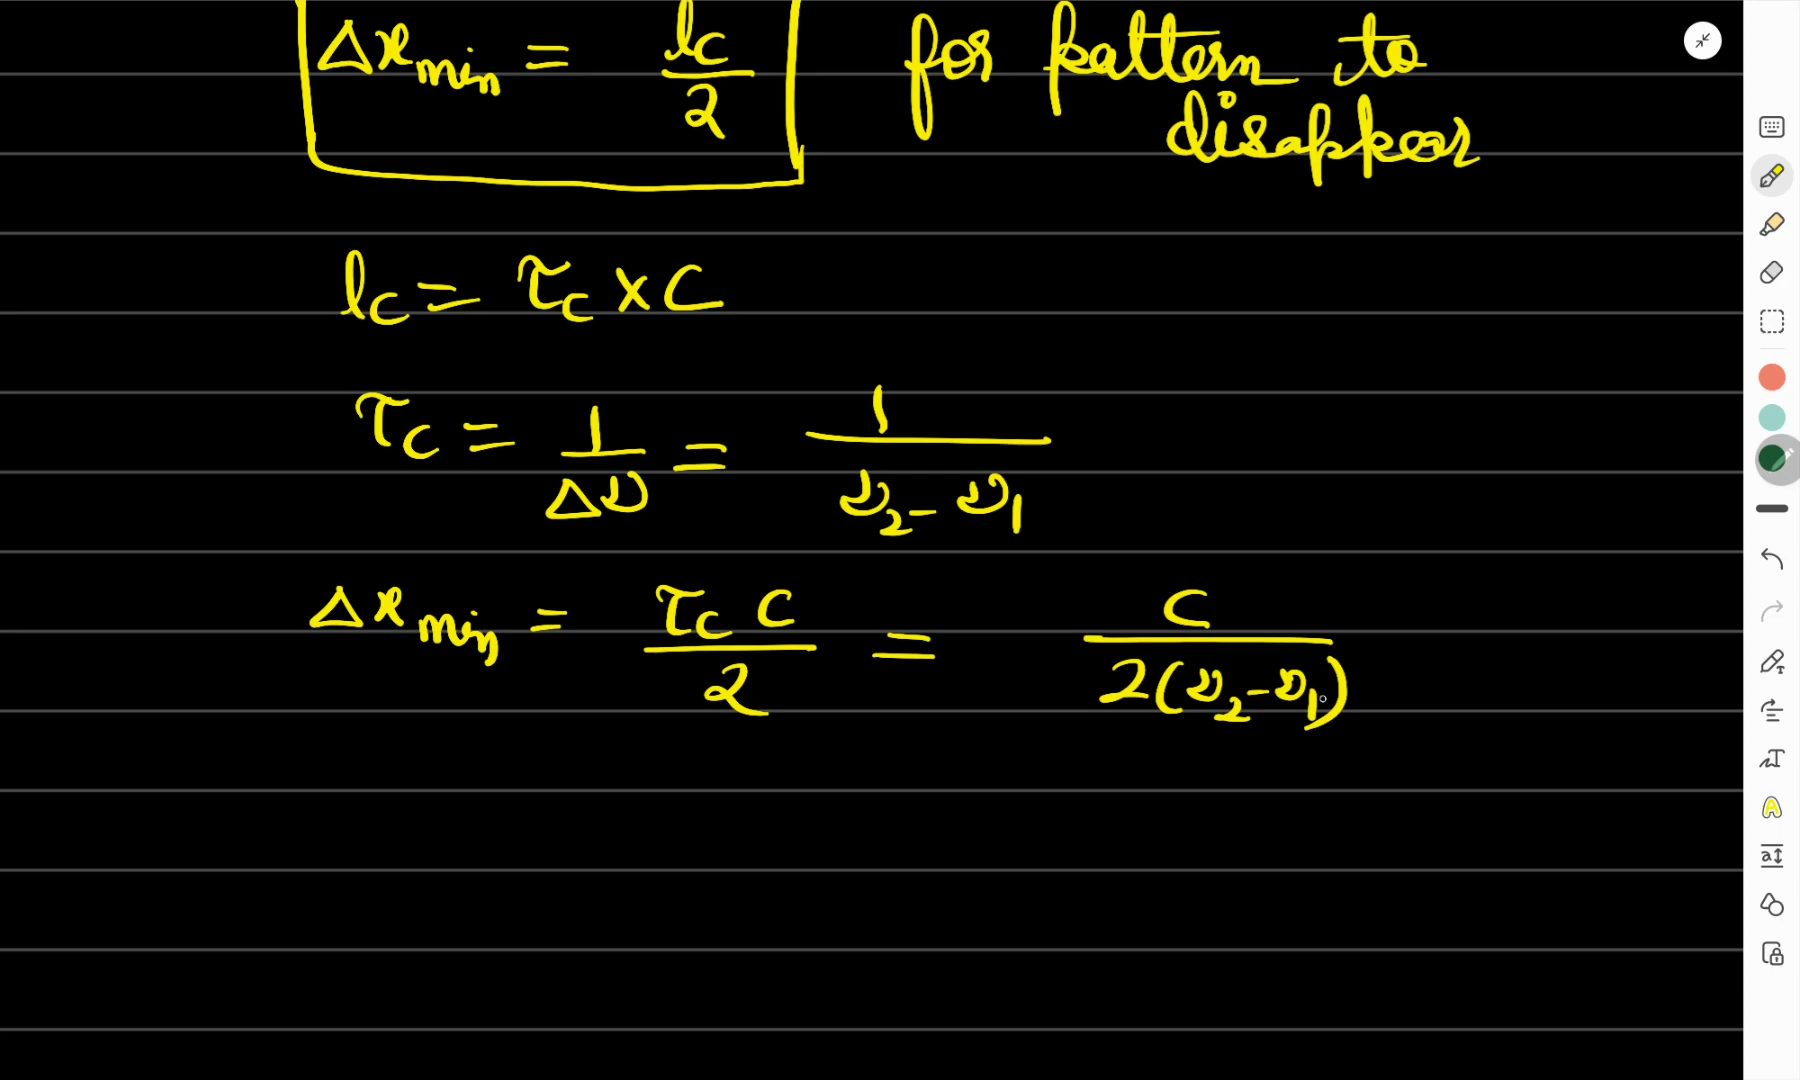 Δx_min = l_c/2 for pattern to
disappear
l_c = τ_c × C
τ_c = 1/Δν = 1/(ν_2 - ν_1)
Δx_min = τ_c C/2 = C/(2(ν_2 - ν_1))